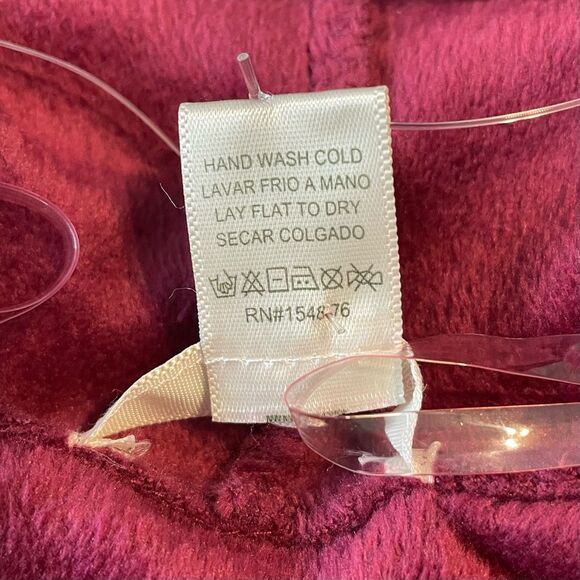 HAND WASH COLD
LAVAR FRIO A MANO
LAY FLAT TO DRY
SECAR COLGADO
RN#154876